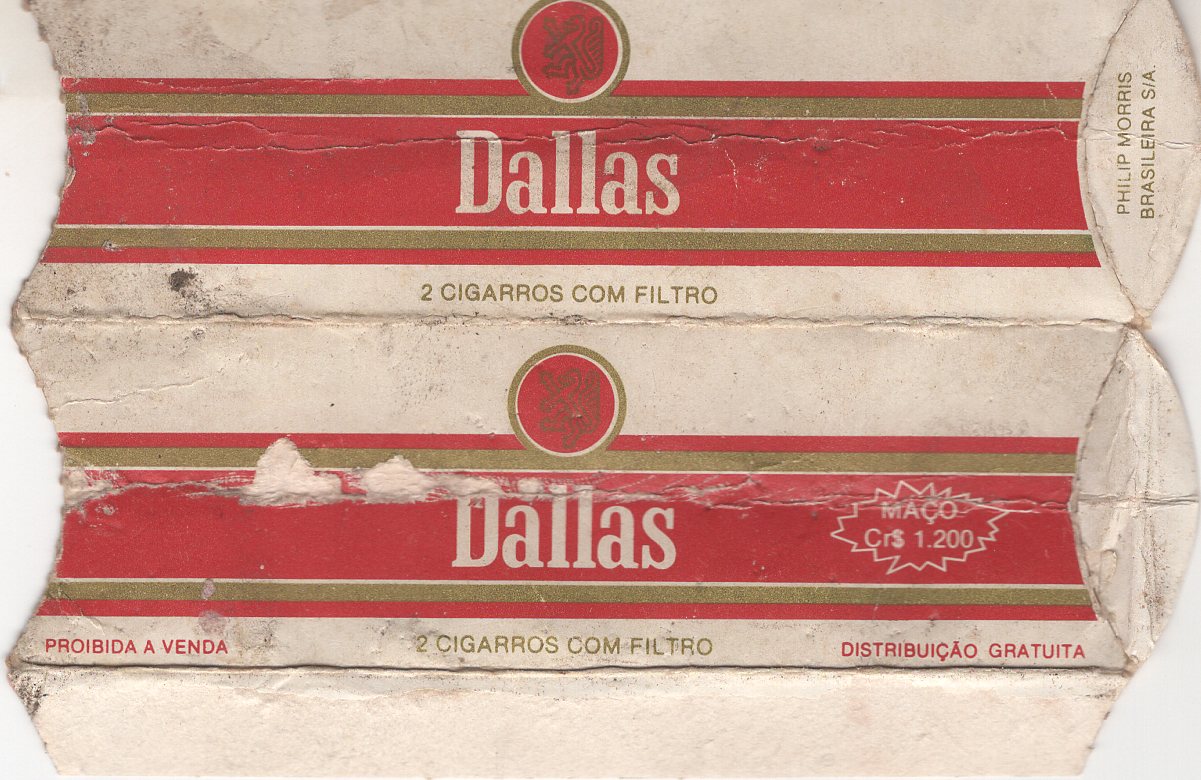 Dallas
PHILIP MORRIS
BRASILEIRA S/A.
2 CIGARROS COM FILTRO
Dallas
MAÇO
Cr$ 1.200
PROIBIDA A VENDA
2 CIGARROS COM FILTRO
DISTRIBUIÇÃO GRATUITA